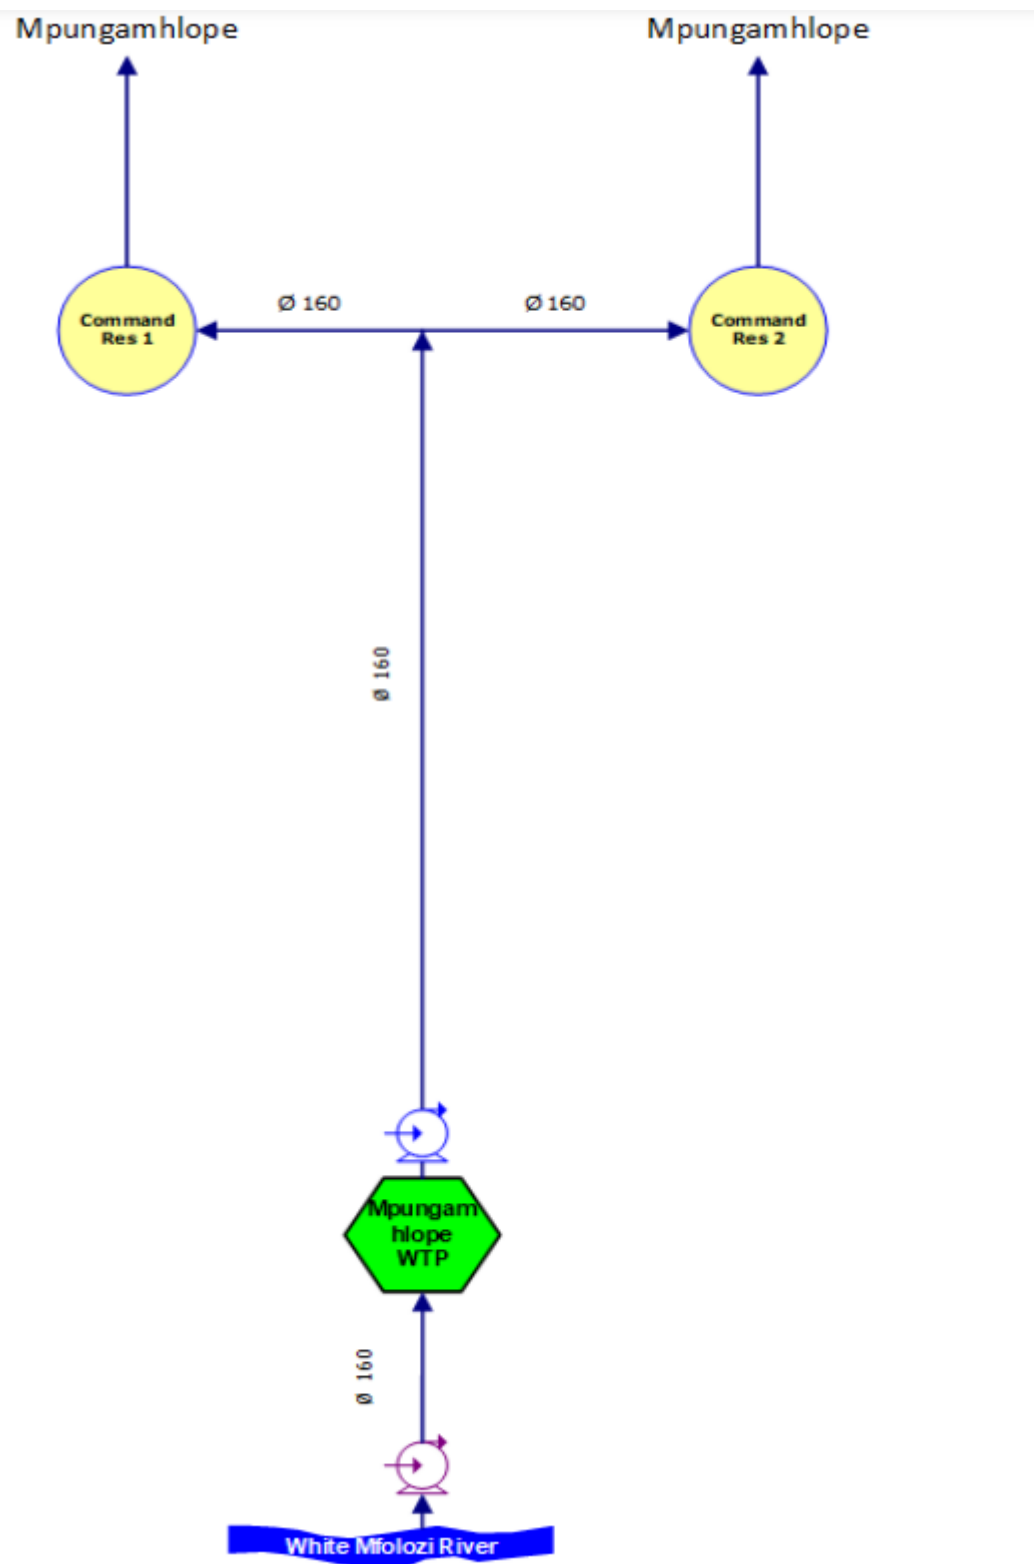 Mpungamhlope
Mpungamhlope
Ø 160
Ø 160
Command
Res 1
Command
Res 2
Ø 160
Mpungam
hlope
WTP
Ø 160
White Mfolozi River